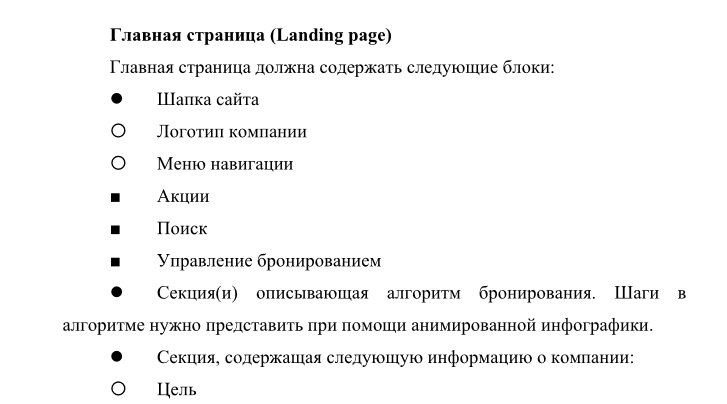 Главная страница (Landing page)
Главная страница должна содержать следующие блоки:
● Шапка сайта
○ Логотип компании
○ Меню навигации
■ Акции
■ Поиск
■ Управление бронированием
● Секция(и) описывающая алгоритм бронирования. Шаги в
алгоритме нужно представить при помощи анимированной инфографики.
● Секция, содержащая следующую информацию о компании:
○ Цель